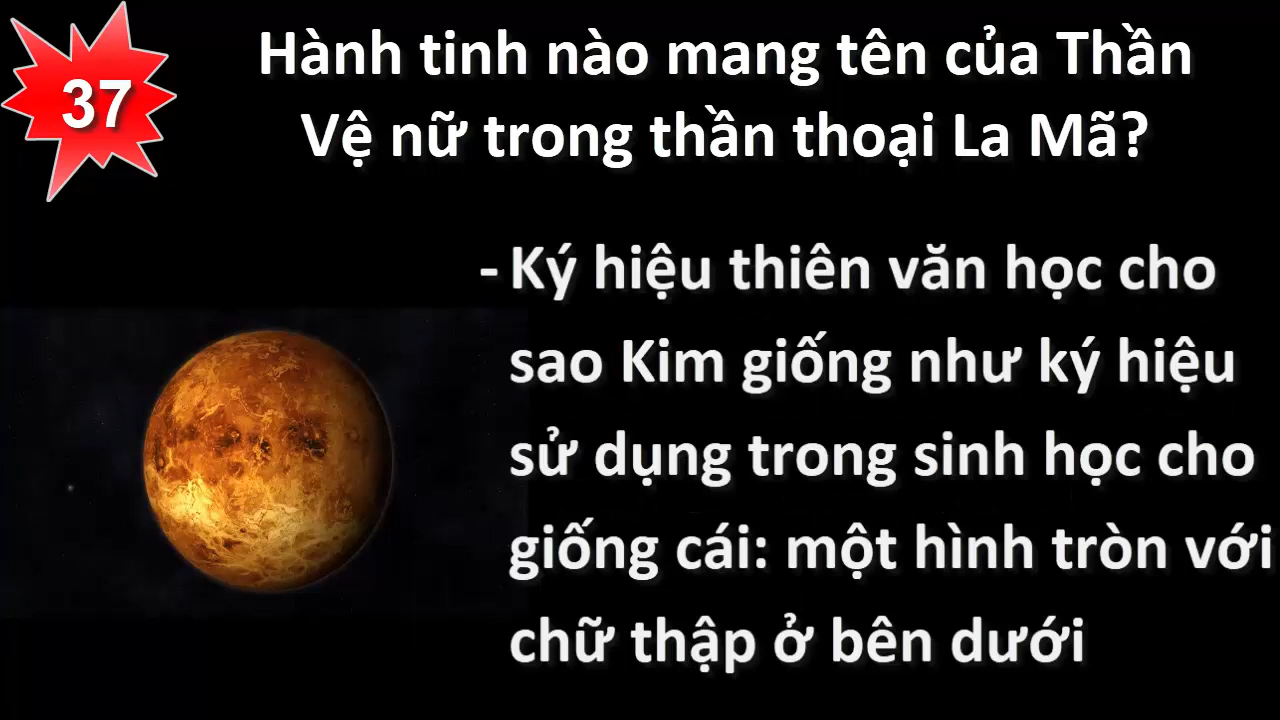 37
Hành tinh nào mang tên của Thần
Vệ nữ trong thần thoại La Mã?
- Ký hiệu thiên văn học cho
sao Kim giống như ký hiệu
sử dụng trong sinh học cho
giống cái: một hình tròn với
chữ thập ở bên dưới